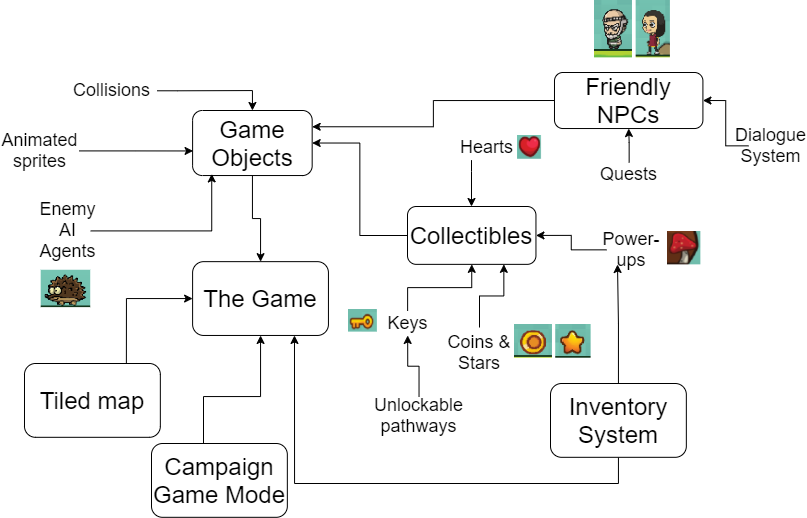 Friendly
NPCs
Collisions
Game
Objects
Animated
sprites
Dialogue
System
Hearts
Quests
Enemy
AI
Agents
Collectibles
Power-
ups
The Game
Keys
Coins &
Stars
Tiled map
Unlockable
pathways
Inventory
System
Campaign
Game Mode